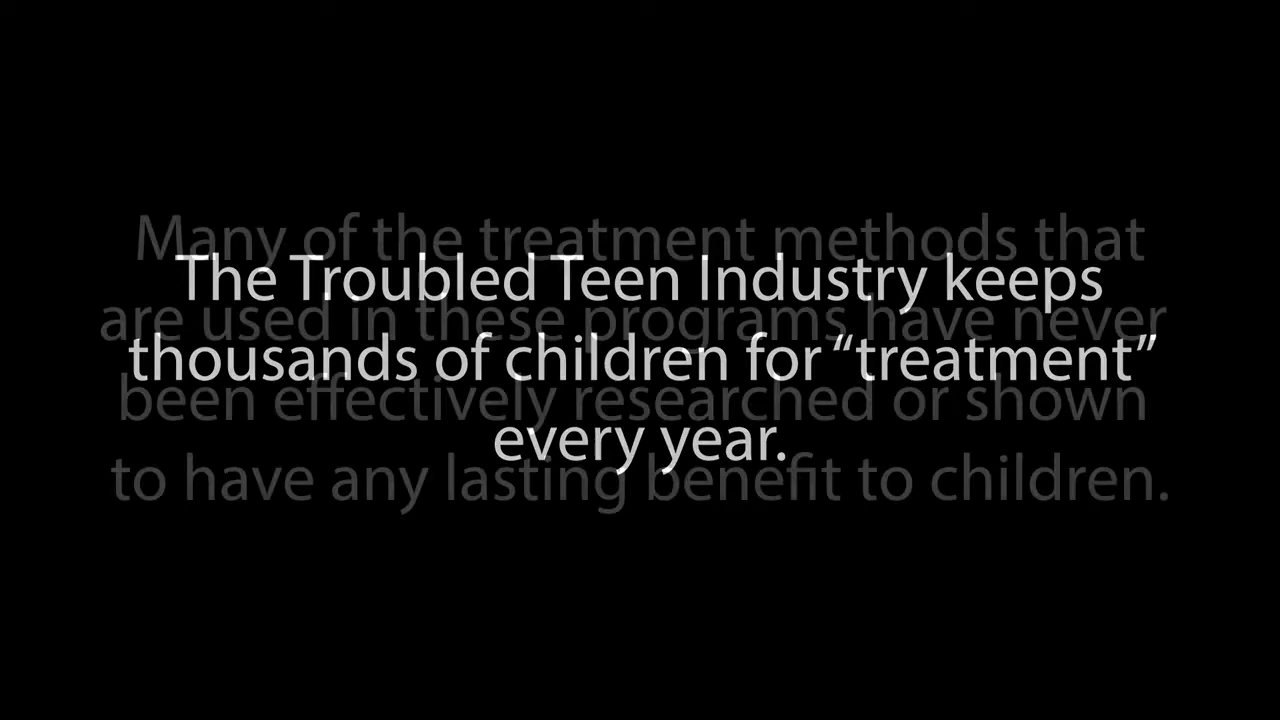 The Troubled Teen Industry keeps
thousands of children for “treatment”
every year.
Many of the treatment methods that
are used in these programs have never
been effectively researched or shown
to have any lasting benefit to children.